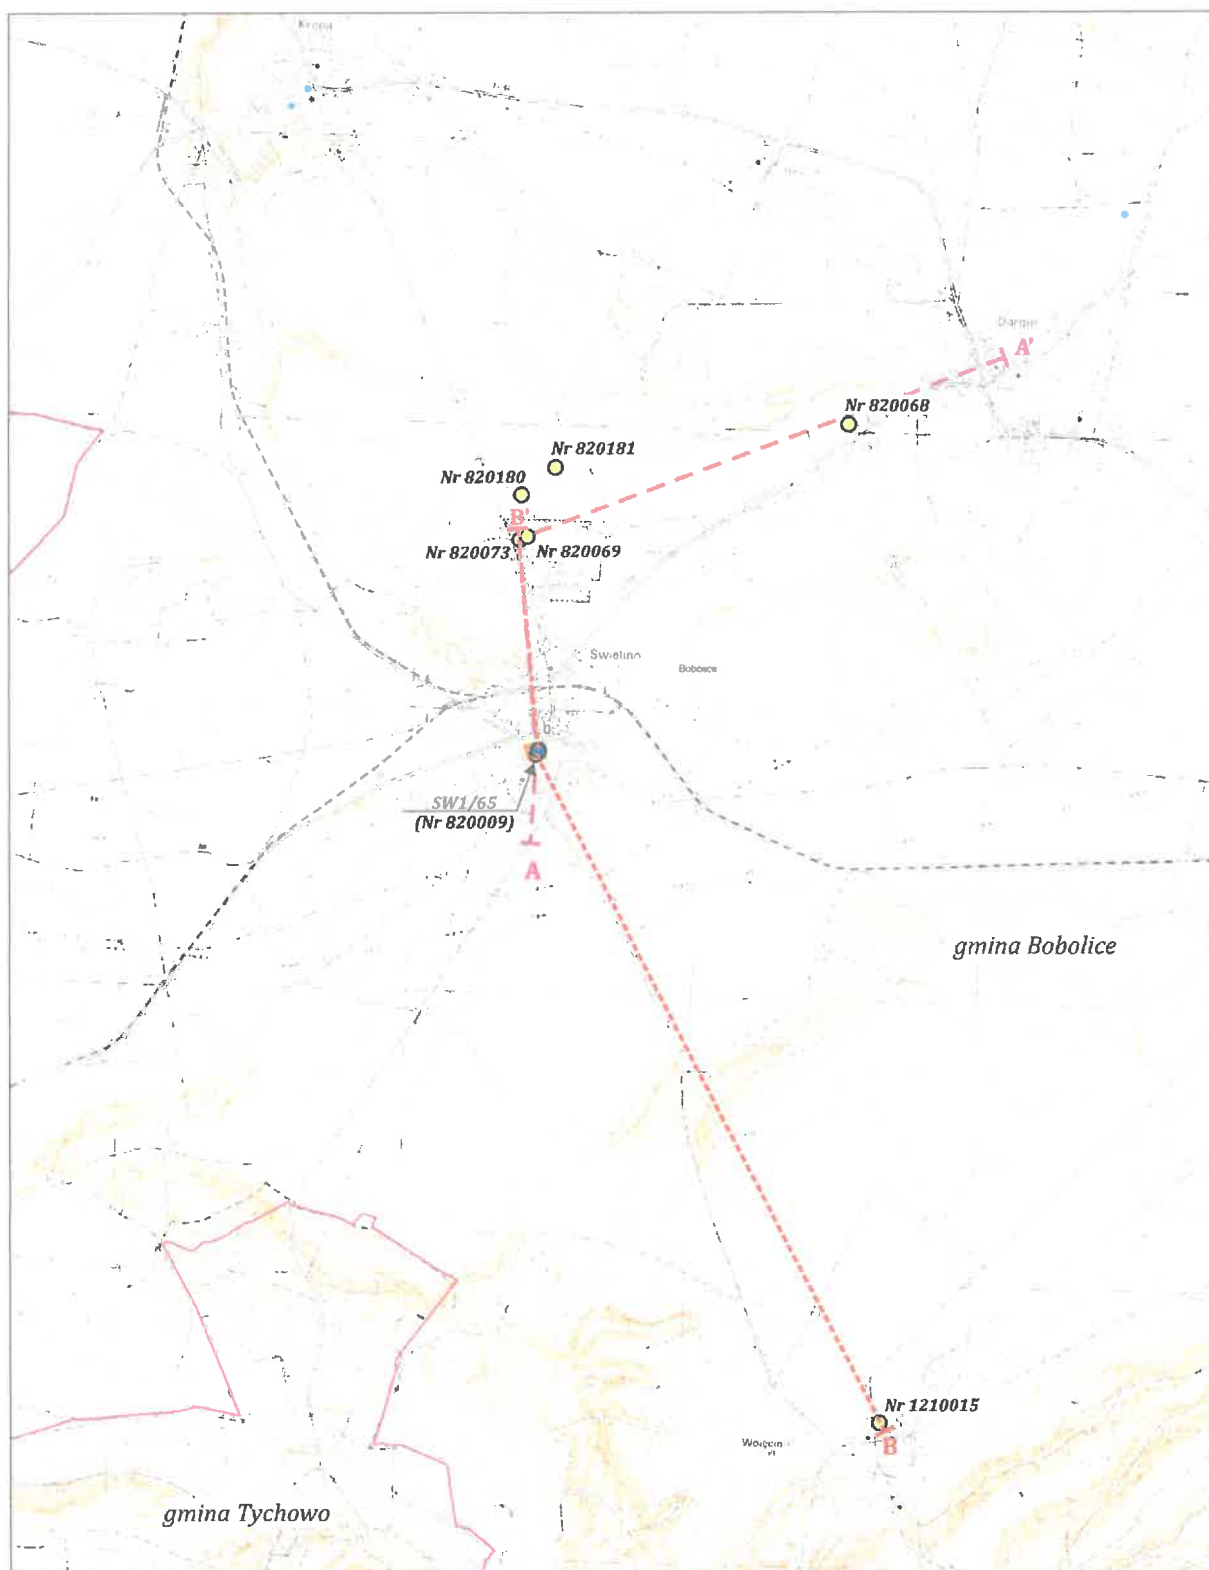 A'
Nr 820068
Nr 820181
Nr 820180
B'
Nr 820073
Nr 820069
Świelino
SW1/65
(Nr 820009)
A
gmina Bobolice
Nr 1210015
B
gmina Tychowo